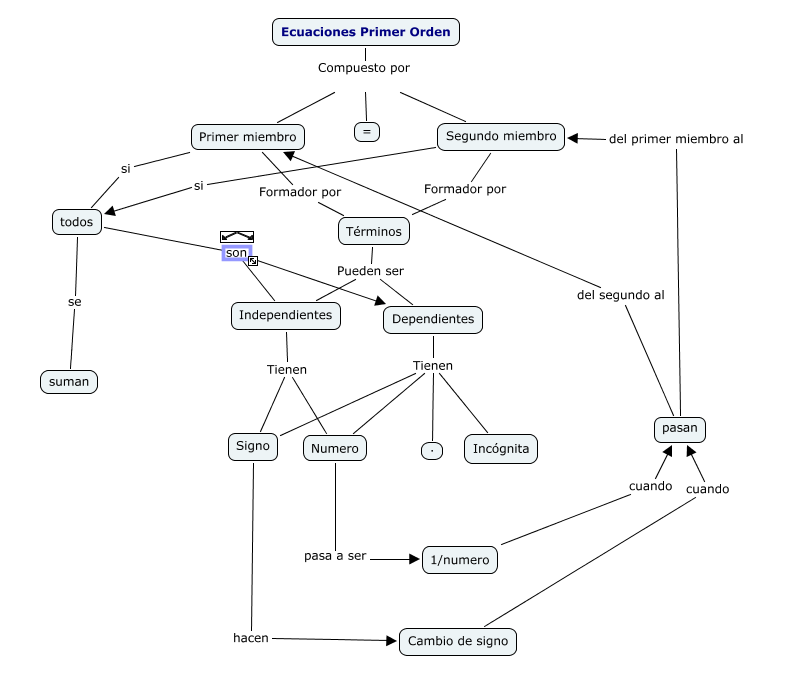 Ecuaciones Primer Orden
Compuesto por
Primer miembro
=
Segundo miembro
del primer miembro al
si
si
Formador por
Formador por
todos
Términos
son
Pueden ser
se
del segundo al
Independientes
Dependientes
Tienen
Tienen
suman
pasan
Signo
Numero
.
Incógnita
cuando
cuando
pasa a ser
1/numero
hacen
Cambio de signo